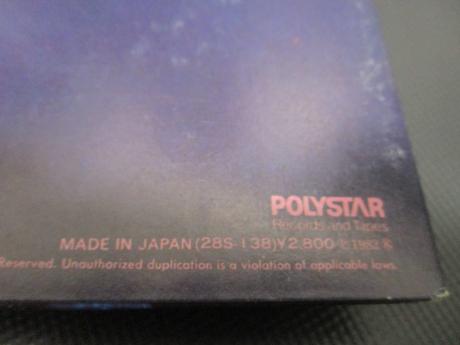 POLYSTAR
Records and Tapes
MADE IN JAPAN (28S-138) ¥2,800 ℗ 1982 Ⓚ
Reserved. Unauthorized duplication is a violation of applicable laws.